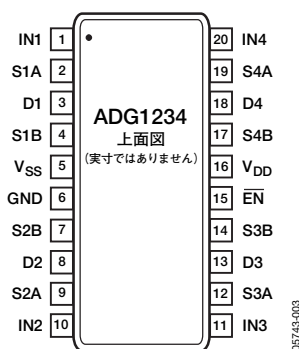 IN1 1
S1A 2
D1 3
S1B 4
VSS 5
GND 6
S2B 7
D2 8
S2A 9
IN2 10
ADG1234
上面図
(実寸ではありません)
20 IN4
19 S4A
18 D4
17 S4B
16 VDD
15 EN
14 S3B
13 D3
12 S3A
11 IN3
05743-003